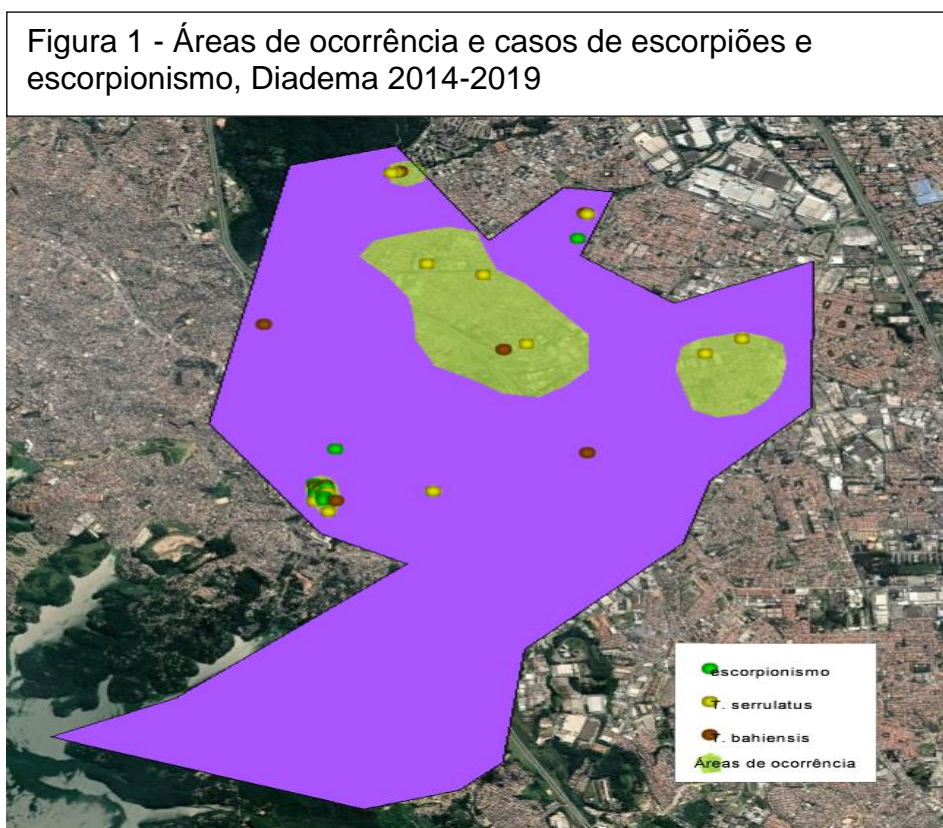 Figura 1 - Áreas de ocorrência e casos de escorpiões e
escorpionismo, Diadema 2014-2019
escorpionismo
T. serrulatus
T. bahiensis
Áreas de ocorrência